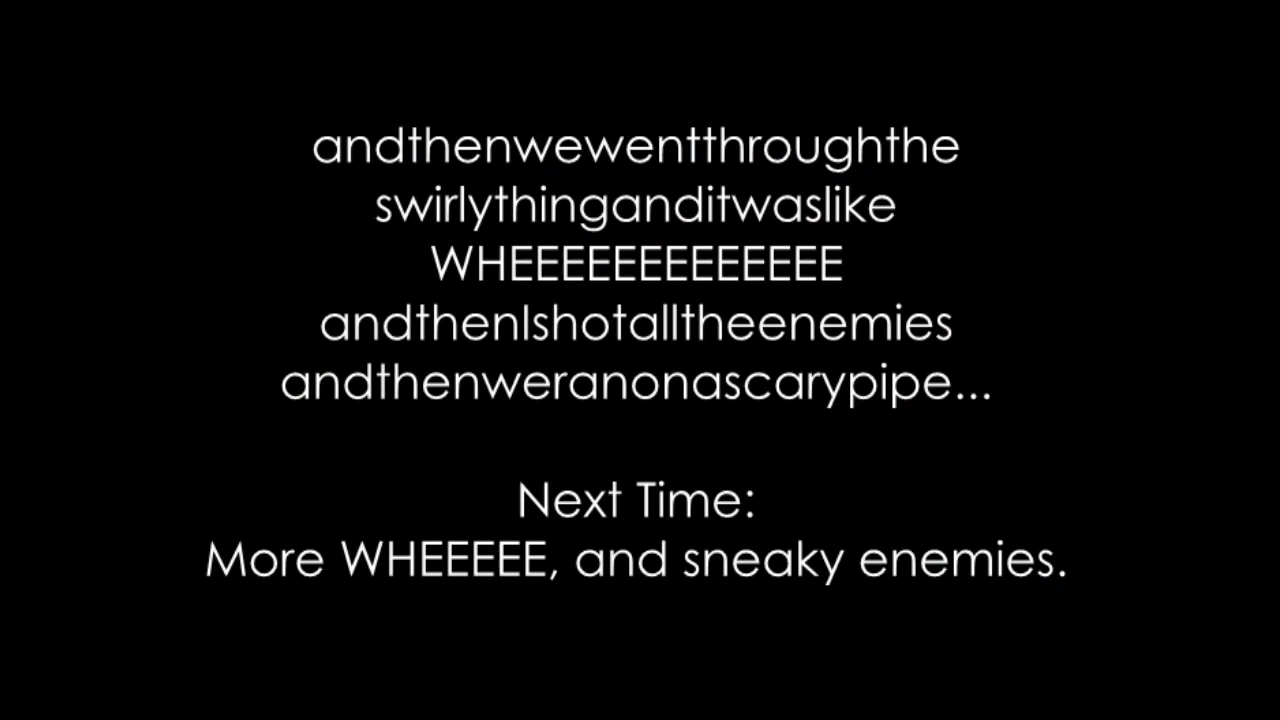 andthenwewentthroughthe
swirlythinganditwaslike
WHEEEEEEEEEEEEE
andthenIshotalltheenemies
andthenweranonascarypipe...
Next Time:
More WHEEEEE, and sneaky enemies.